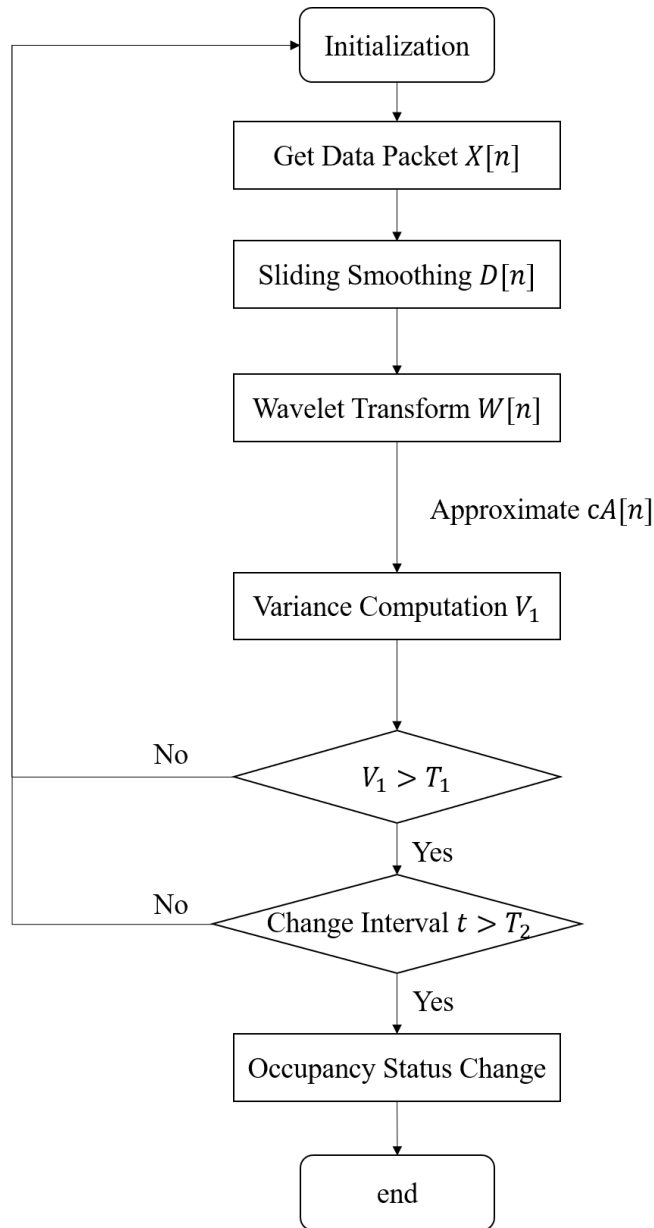 Initialization
Get Data Packet X[n]
Sliding Smoothing D[n]
Wavelet Transform W[n]
Approximate cA[n]
Variance Computation V₁
No
V₁ > T₁
Yes
No
Change Interval t > T₂
Yes
Occupancy Status Change
end